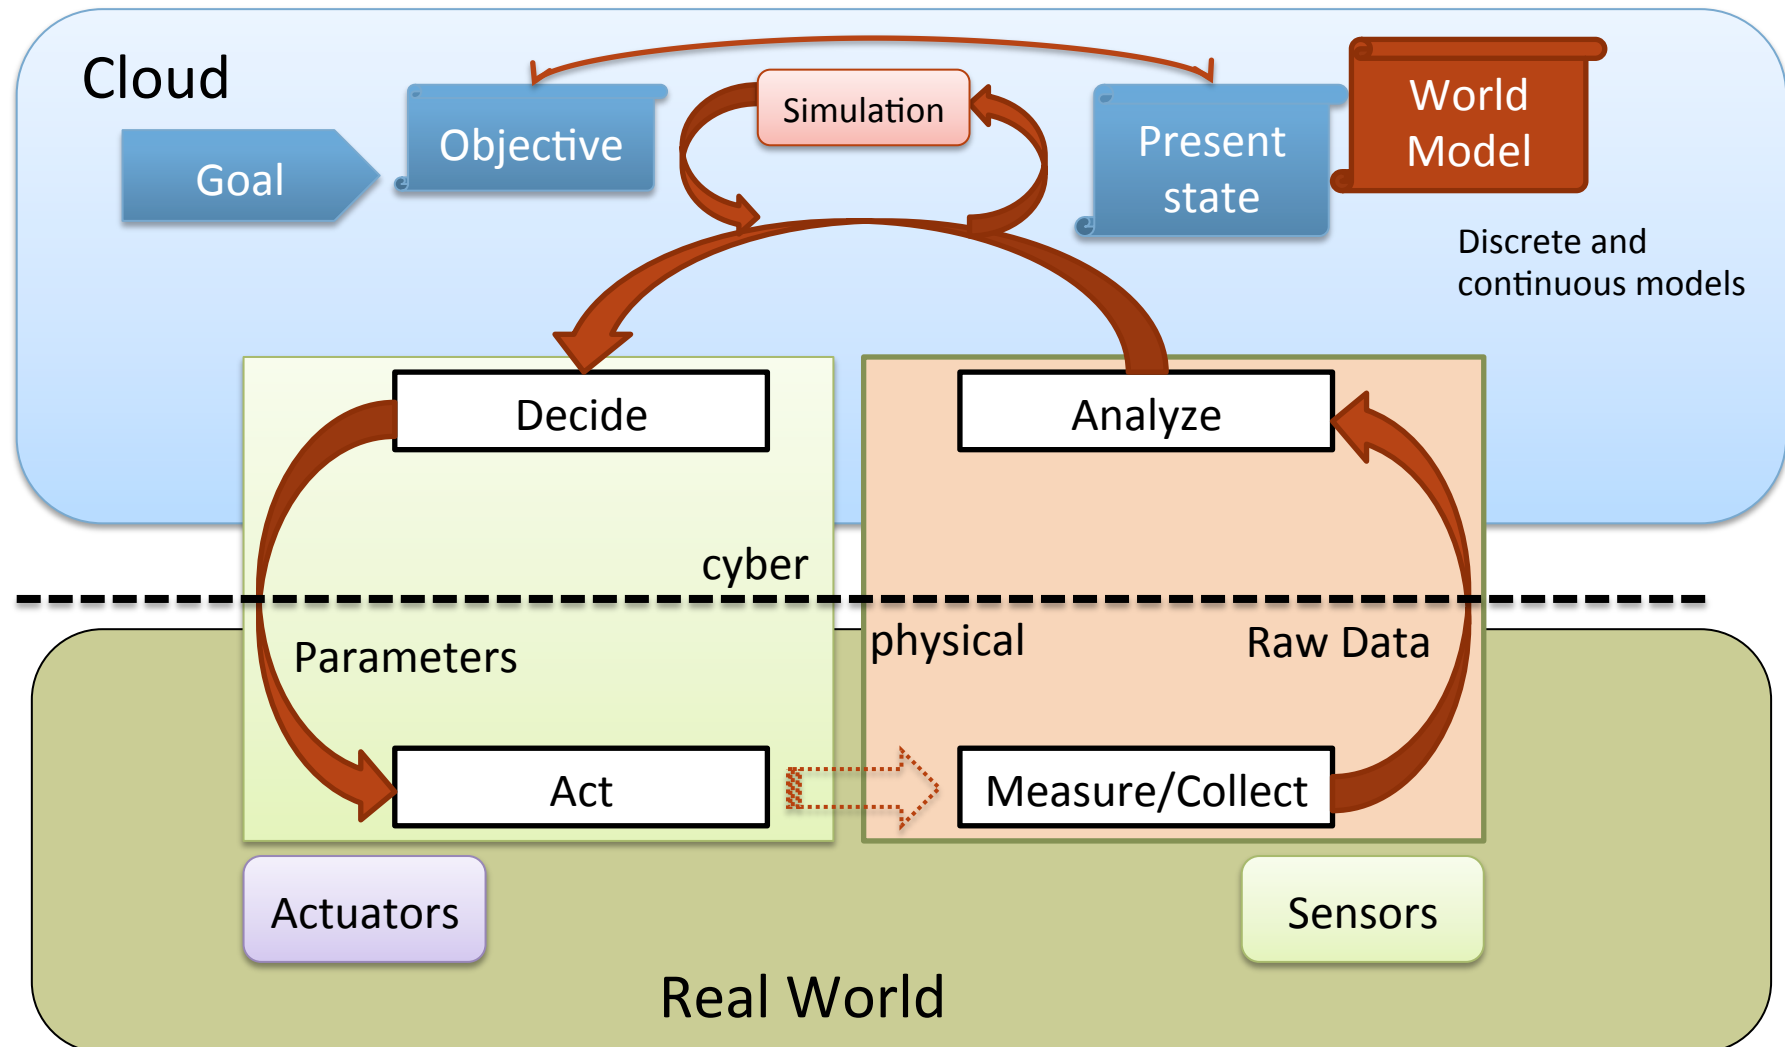 Cloud
Goal
Objective
Simulation
Present
state
World
Model
Discrete and
continuous models
Decide
Analyze
cyber
physical
Parameters
Raw Data
Act
Measure/Collect
Actuators
Sensors
Real World